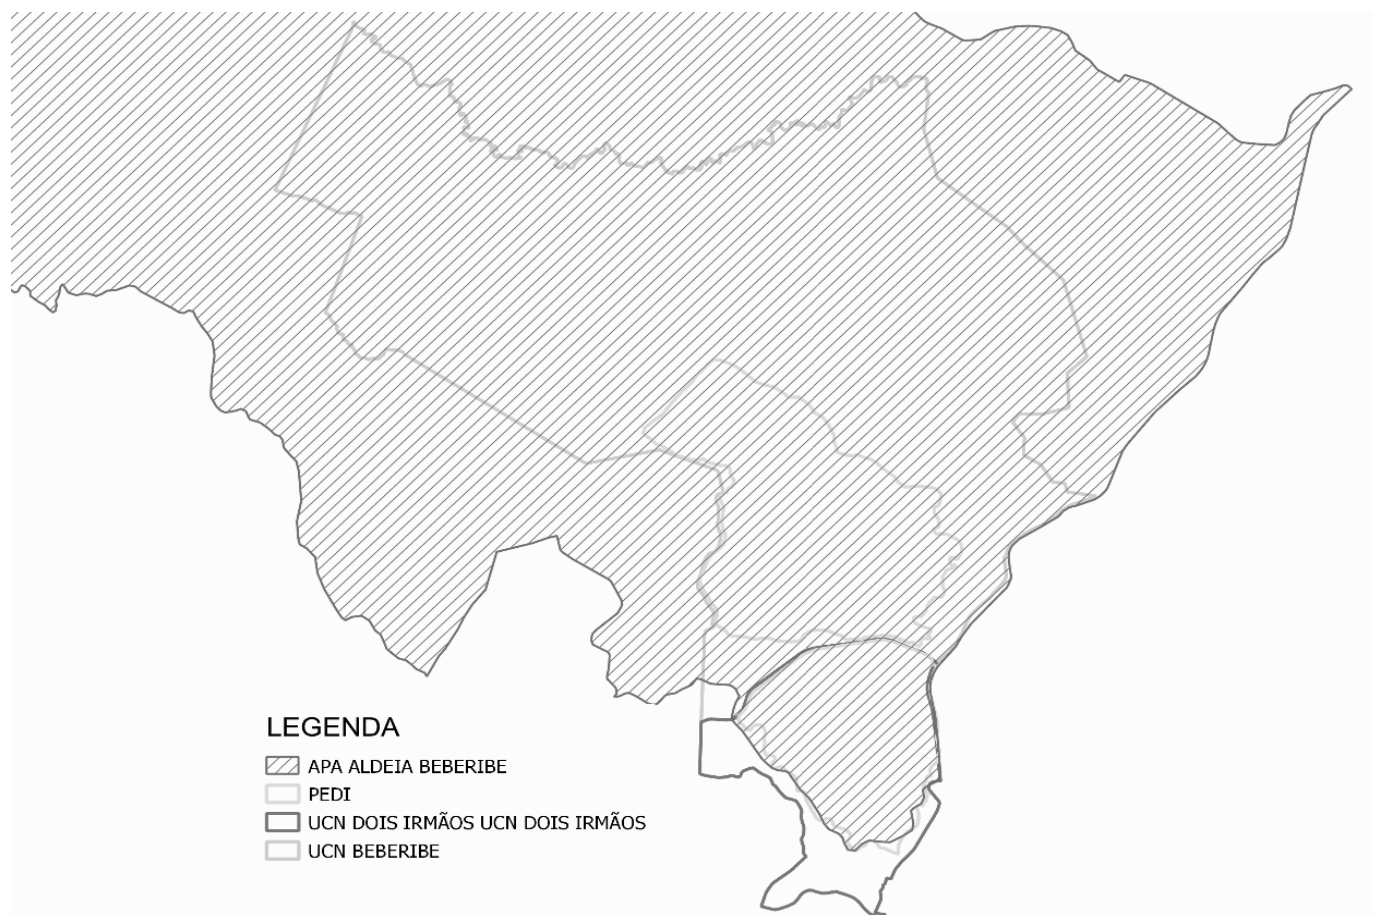 LEGENDA
APA ALDEIA BEBERIBE
PEDI
UCN DOIS IRMÃOS UCN DOIS IRMÃOS
UCN BEBERIBE